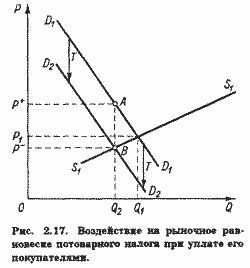 P
D₁
D₂
T
P⁺
A
S₁
P₁
P⁻
B
T
S₁
D₁
D₂
0
Q₂
Q₁
Q
Рис. 2.17. Воздействие на рыночное рав-
новесие потоварного налога при уплате его
покупателями.